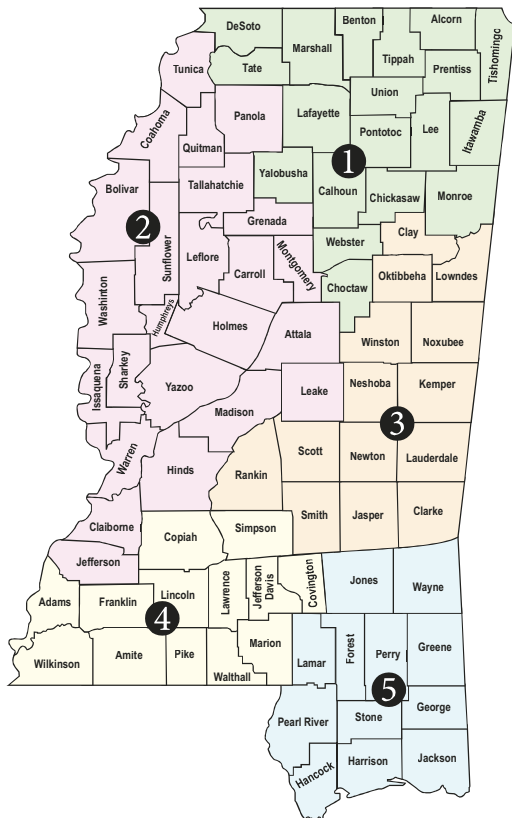 DeSoto
Benton
Alcorn
Marshall
Tippah
Tishomingc
Tunica
Tate
Prentiss
Union
Coahoma
Panola
Lafayette
Pontotoc
Lee
Itawamba
Quitman
1
Yalobusha
Tallahatchie
Calhoun
Chickasaw
Monroe
Bolivar
2
Grenada
Clay
Webster
Sunflower
Leflore
Carroll
Montgomery
Oktibbeha
Lowndes
Choctaw
Washinton
Humphreys
Holmes
Attala
Winston
Noxubee
Issaquena
Sharkey
Yazoo
Leake
Neshoba
Kemper
Madison
3
Warren
Hinds
Rankin
Scott
Newton
Lauderdale
Claiborne
Copiah
Simpson
Smith
Jasper
Clarke
Jefferson
Adams
Franklin
Lincoln
Lawrence
Jefferson
Davis
Covington
Jones
Wayne
4
Wilkinson
Amite
Pike
Walthall
Marion
Lamar
Forest
Perry
Greene
5
Pearl River
Stone
George
Hancock
Harrison
Jackson